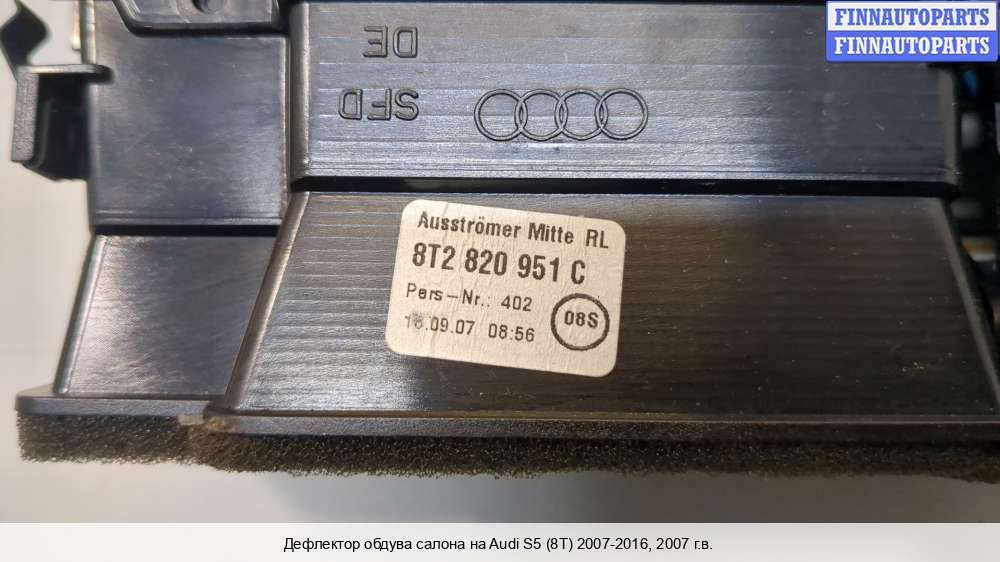 FINNAUTOPARTS
FINNAUTOPARTS
DE
SFD
Ausströmer Mitte RL
8T2 820 951 C
Pers-Nr.: 402
08S
18.09.07 08:56
Дефлектор обдува салона на Audi S5 (8T) 2007-2016, 2007 г.в.